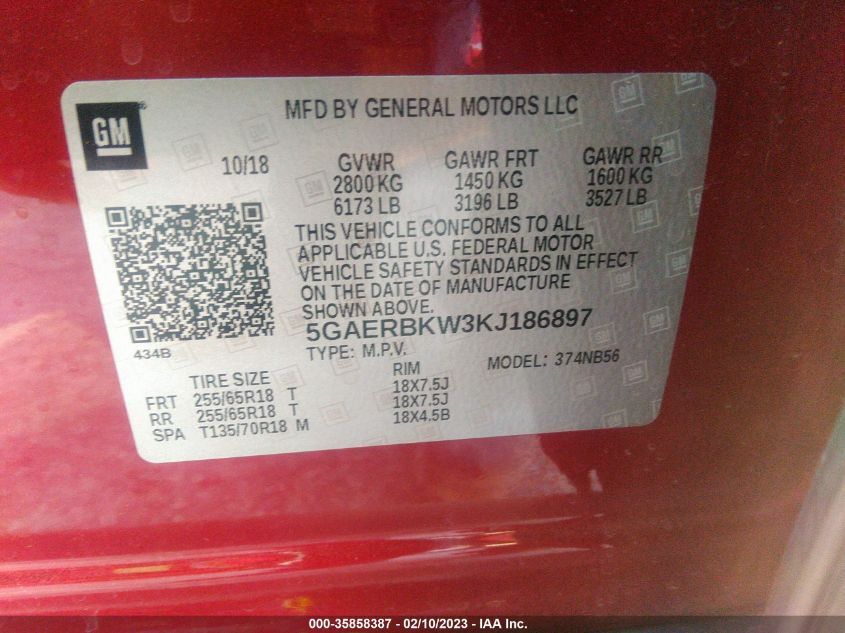 GM
MFD BY GENERAL MOTORS LLC
10/18
GVWR GAWR FRT GAWR RR
2800 KG 1450 KG 1600 KG
6173 LB 3196 LB 3527 LB
THIS VEHICLE CONFORMS TO ALL
APPLICABLE U.S. FEDERAL MOTOR
VEHICLE SAFETY STANDARDS IN EFFECT
ON THE DATE OF MANUFACTURE
SHOWN ABOVE.
434B
5GAERBKW3KJ186897
TYPE: M.P.V. MODEL: 374NB56
TIRE SIZE RIM
FRT 255/65R18 T 18X7.5J
RR 255/65R18 T 18X7.5J
SPA T135/70R18 M 18X4.5B
000-35858387 - 02/10/2023 - IAA Inc.